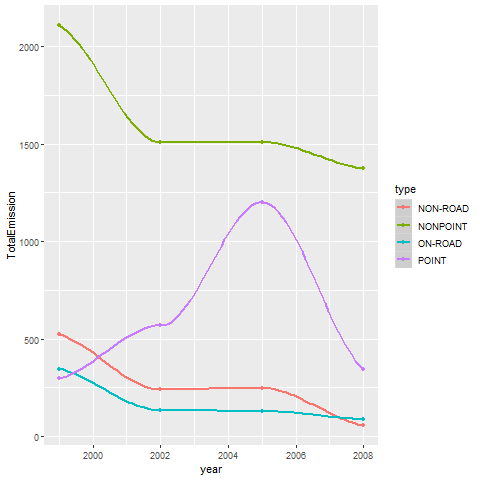 TotalEmission
2000
1500
1000
500
0
2000
2002
2004
2006
2008
year
type
NON-ROAD
NONPOINT
ON-ROAD
POINT